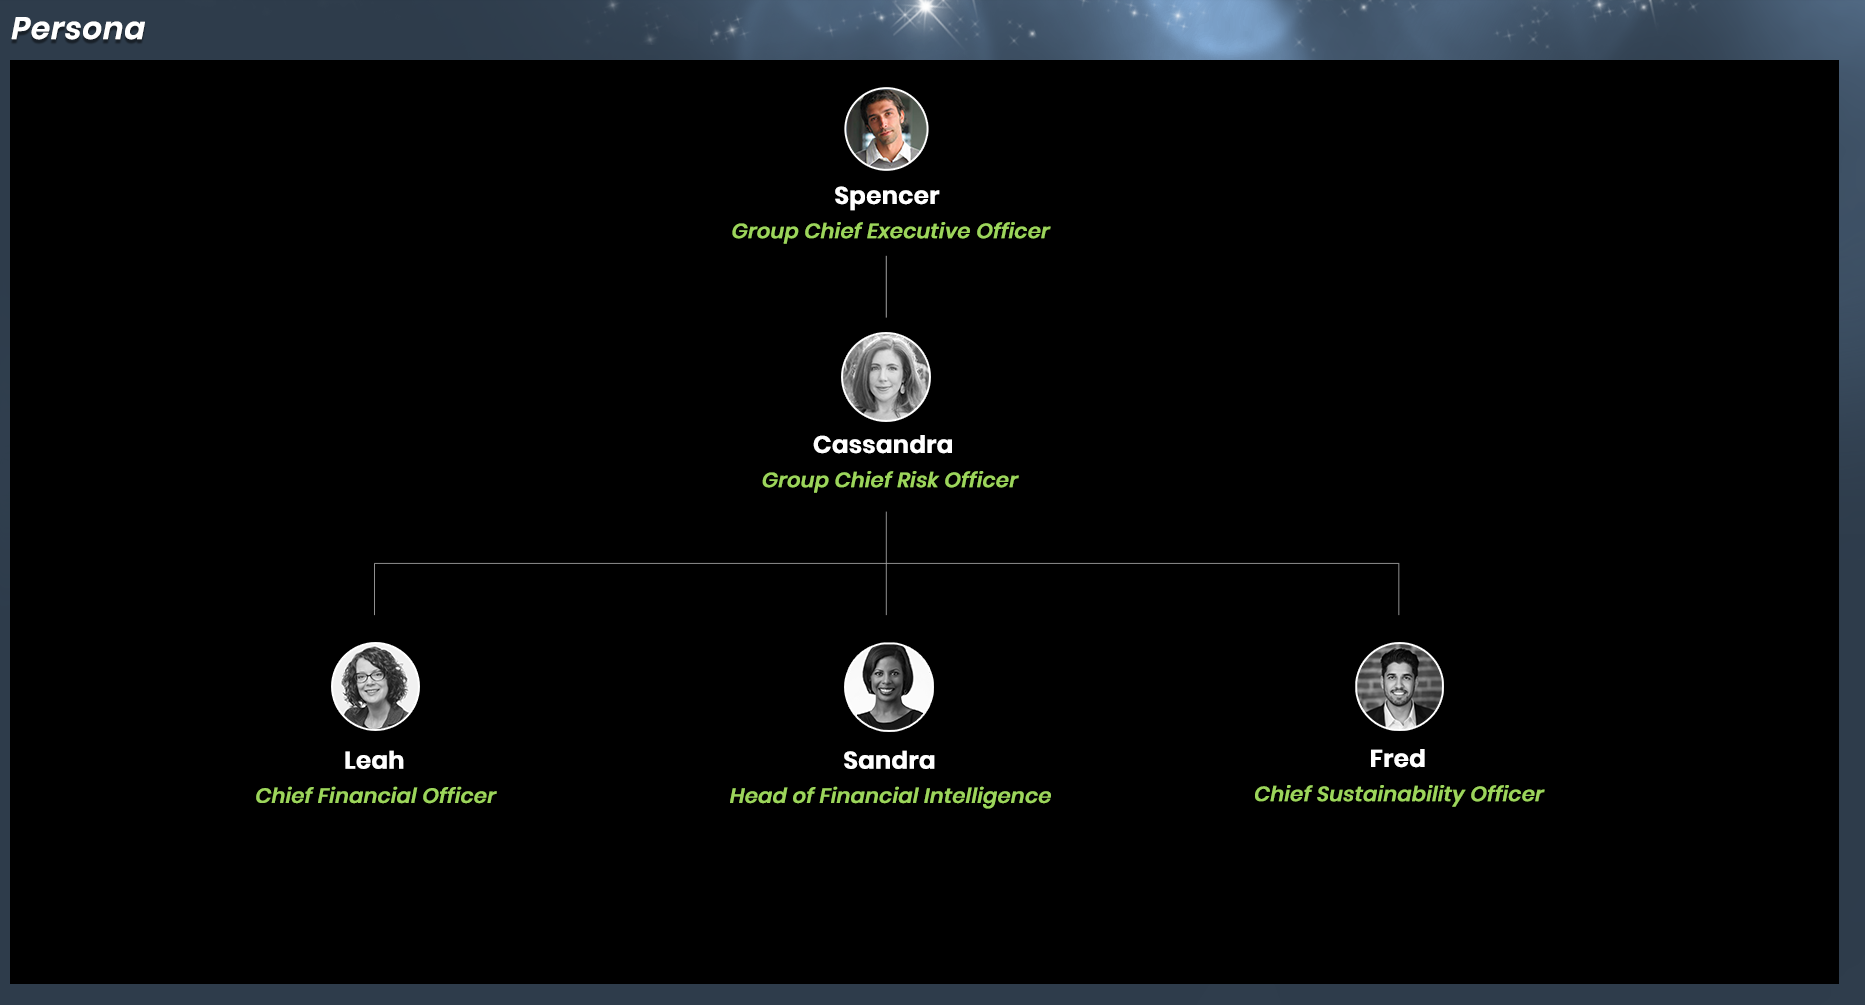 Persona
Spencer
Group Chief Executive Officer
Cassandra
Group Chief Risk Officer
Leah
Chief Financial Officer
Sandra
Head of Financial Intelligence
Fred
Chief Sustainability Officer